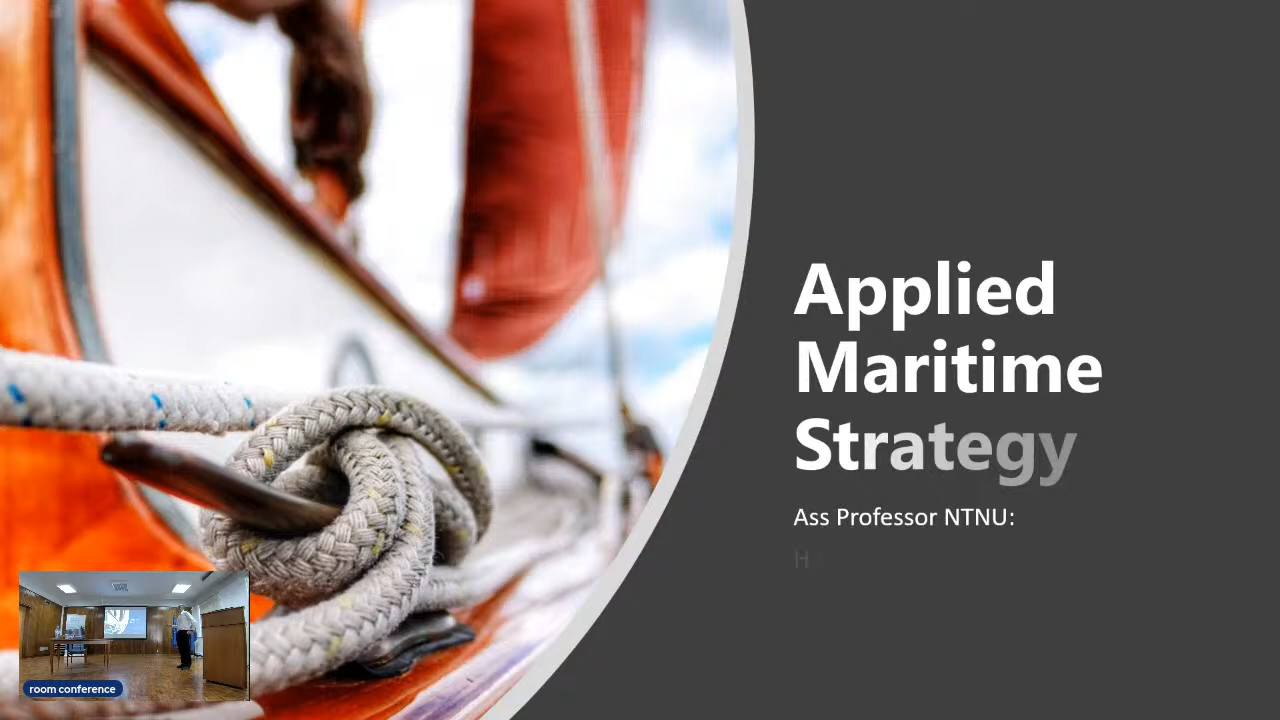 Applied
Maritime
Strategy
Ass Professor NTNU:
H
room conference